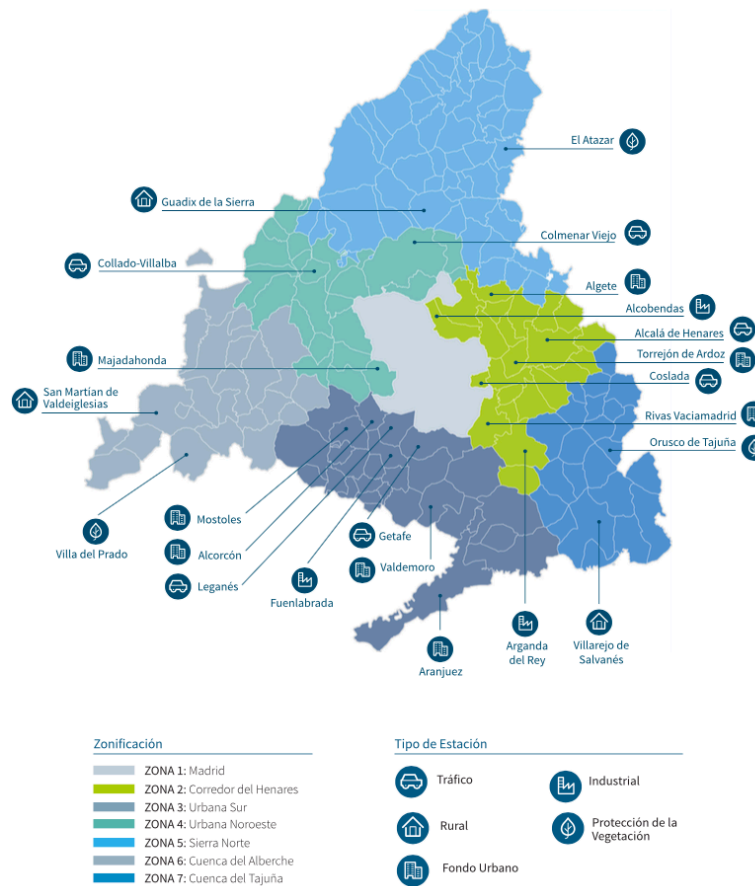 El Atazar
Guadix de la Sierra
Colmenar Viejo
Collado-Villalba
Algete
Alcobendas
Alcalá de Henares
Majadahonda
Torrejón de Ardoz
Coslada
San Martían de
Valdeiglesias
Rivas Vaciamadrid
Orusco de Tajuña
Mostoles
Villa del Prado
Alcorcón
Getafe
Leganés
Valdemoro
Fuenlabrada
Aranjuez
Arganda
del Rey
Villarejo de
Salvanés
Zonificación
ZONA 1: Madrid
ZONA 2: Corredor del Henares
ZONA 3: Urbana Sur
ZONA 4: Urbana Noroeste
ZONA 5: Sierra Norte
ZONA 6: Cuenca del Alberche
ZONA 7: Cuenca del Tajuña
Tipo de Estación
Tráfico
Rural
Fondo Urbano
Industrial
Protección de la
Vegetación